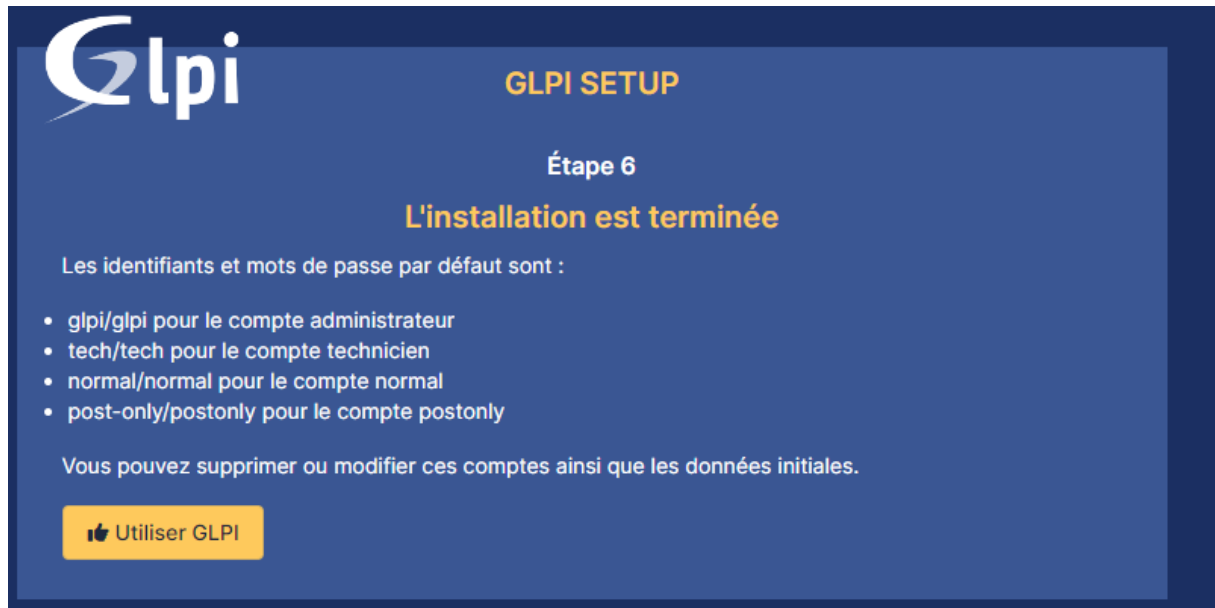 Glpi
GLPI SETUP
Étape 6
L'installation est terminée
Les identifiants et mots de passe par défaut sont :
• glpi/glpi pour le compte administrateur
• tech/tech pour le compte technicien
• normal/normal pour le compte normal
• post-only/postonly pour le compte postonly
Vous pouvez supprimer ou modifier ces comptes ainsi que les données initiales.
Utiliser GLPI